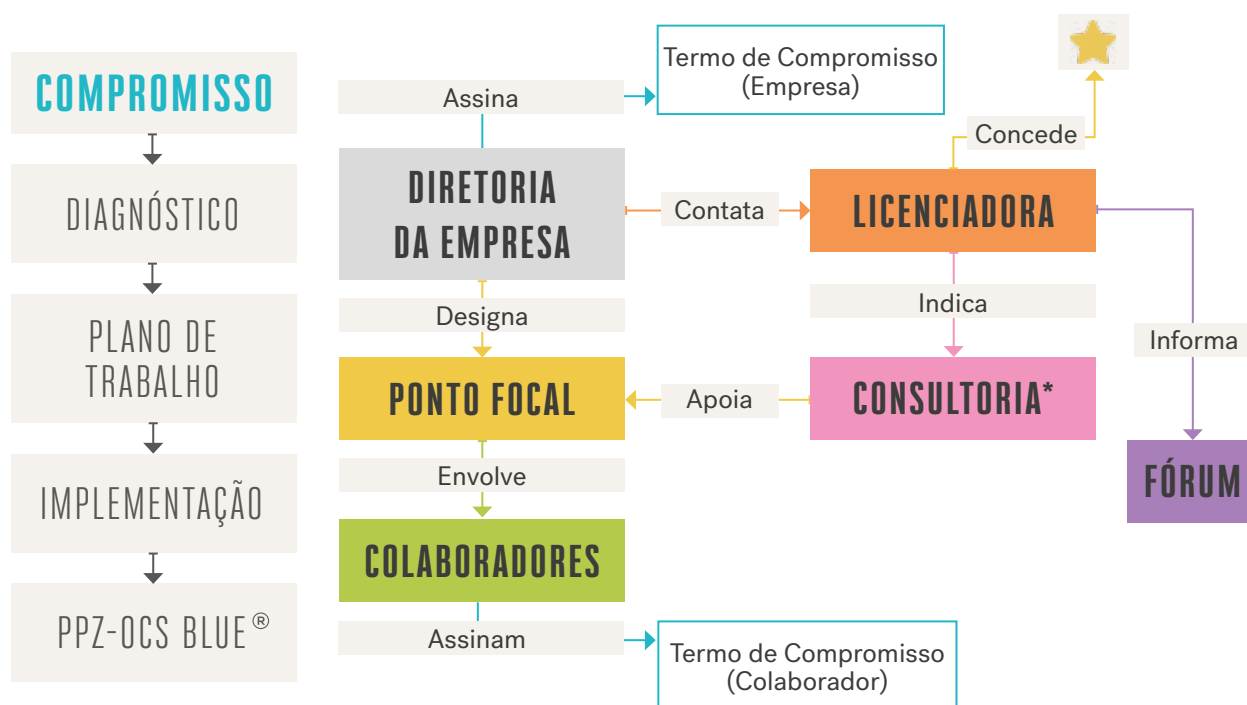 COMPROMISSO
DIAGNÓSTICO
PLANO DE
TRABALHO
IMPLEMENTAÇÃO
PPZ-OCS BLUE®
Termo de Compromisso
(Empresa)
Assina
Concede
DIRETORIA
DA EMPRESA
Contata
LICENCIADORA
Designa
Indica
Informa
PONTO FOCAL
Apoia
CONSULTORIA*
Envolve
FÓRUM
COLABORADORES
Assinam
Termo de Compromisso
(Colaborador)